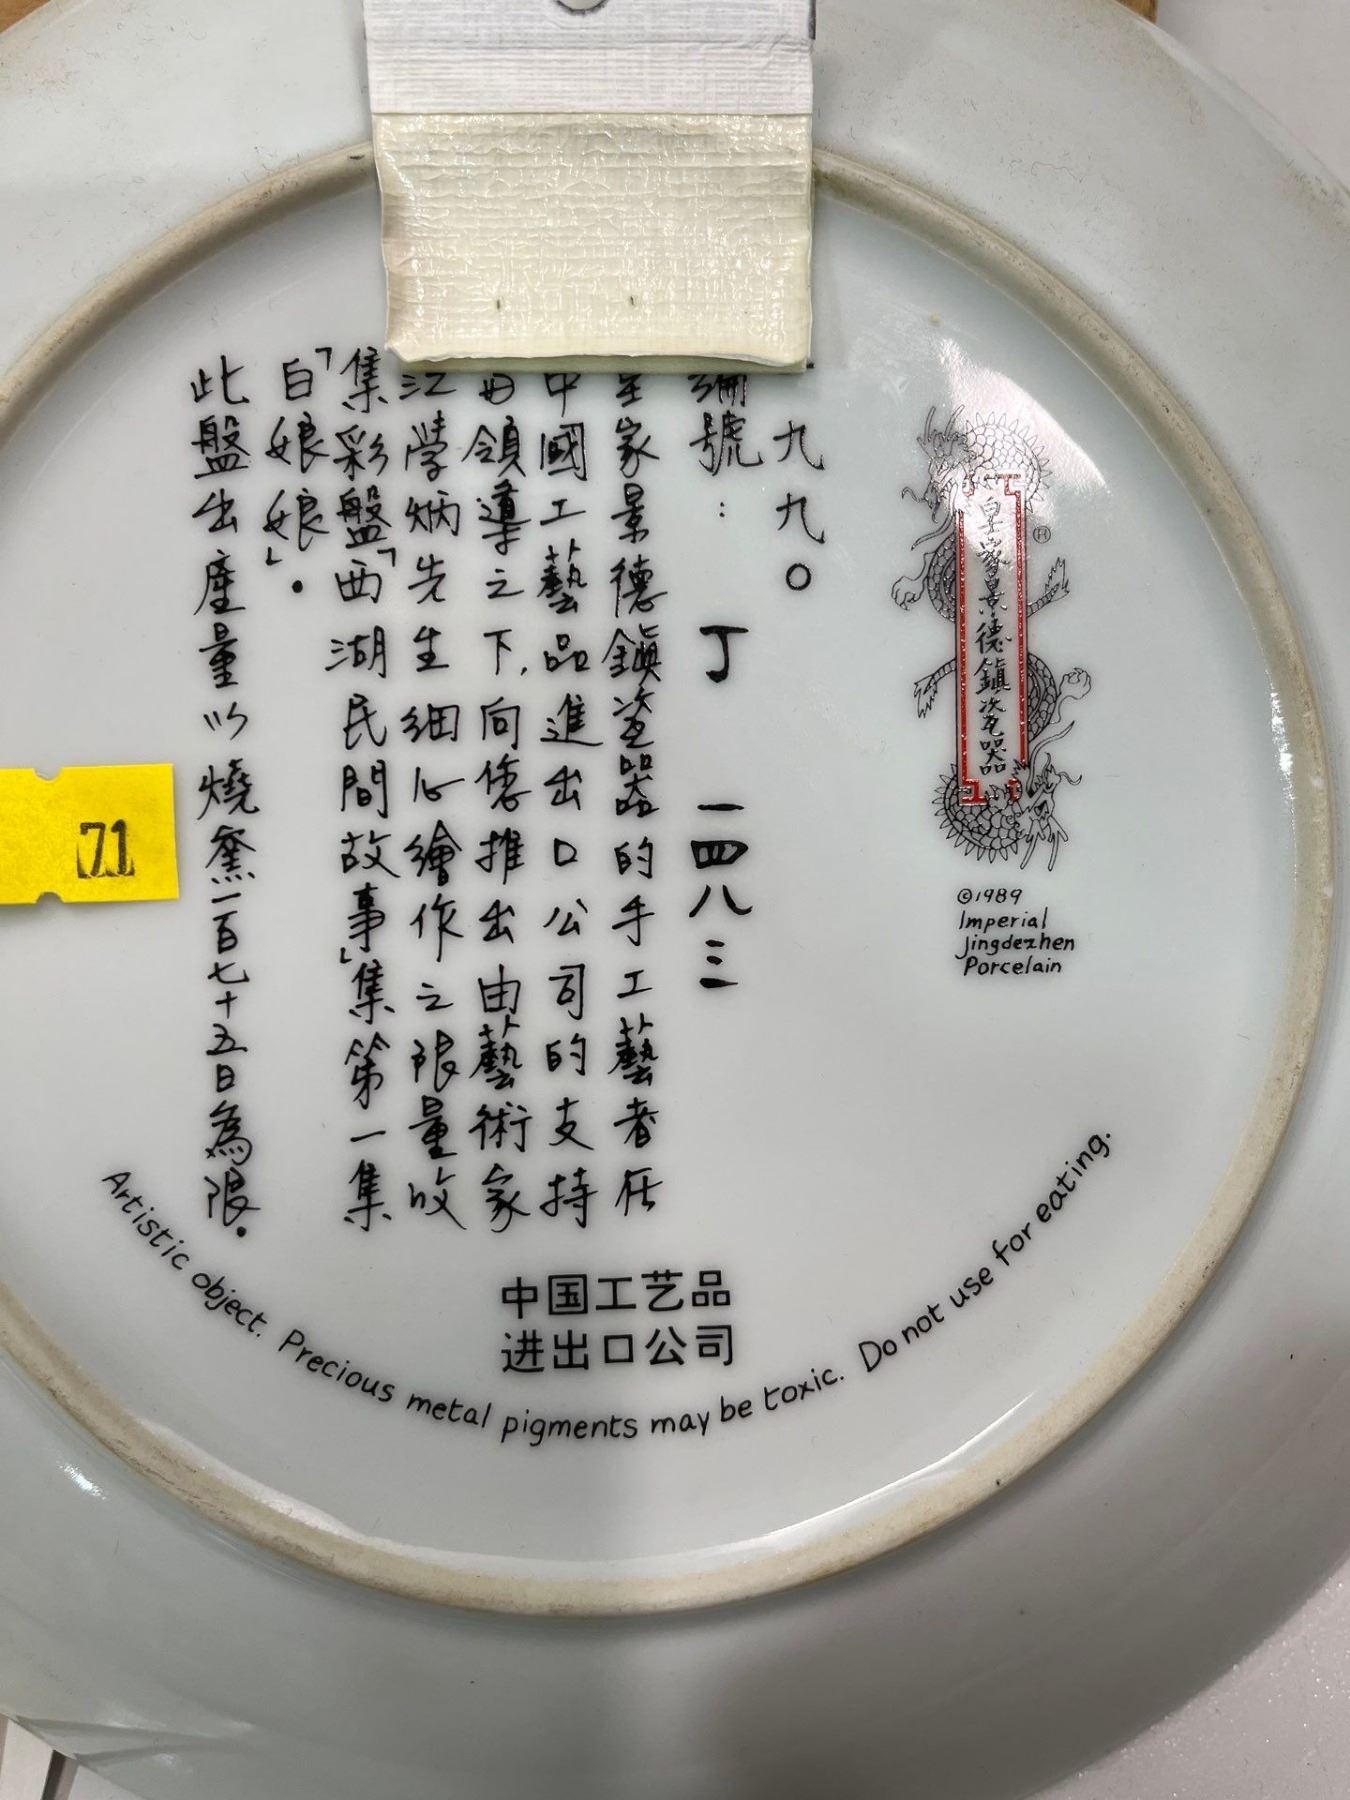 皇家景德鎮瓷器
®
©1989
Imperial
Jingdezhen
Porcelain
九九〇
編號： 丁 一四八三
皇家景德鎮瓷器的手工藝者在
中國工藝品進出口公司的支持
毋領導之下,向您推出由藝術家
江學炳先生細心繪作之限量收
集彩盤「西湖民間故事」集第一集
「白娘娘」.
此盤出產量以燒窯一百七十五日為限.
中国工艺品
进出口公司
Artistic object. Precious metal pigments may be toxic. Do not use for eating.
71